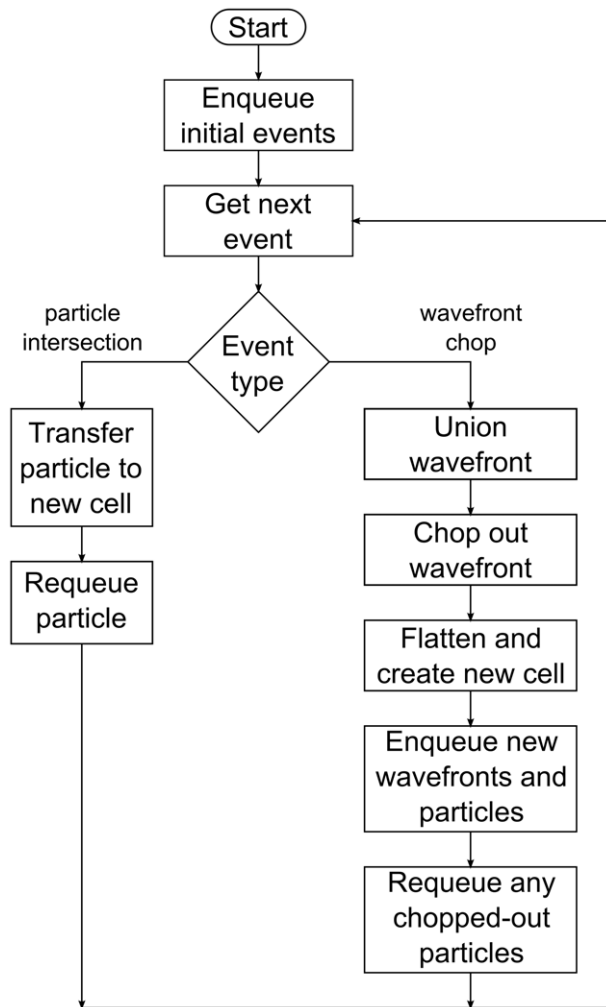 Start
Enqueue
initial events
Get next
event
particle
intersection
Event
type
wavefront
chop
Transfer
particle to
new cell
Requeue
particle
Union
wavefront
Chop out
wavefront
Flatten and
create new cell
Enqueue new
wavefronts and
particles
Requeue any
chopped-out
particles